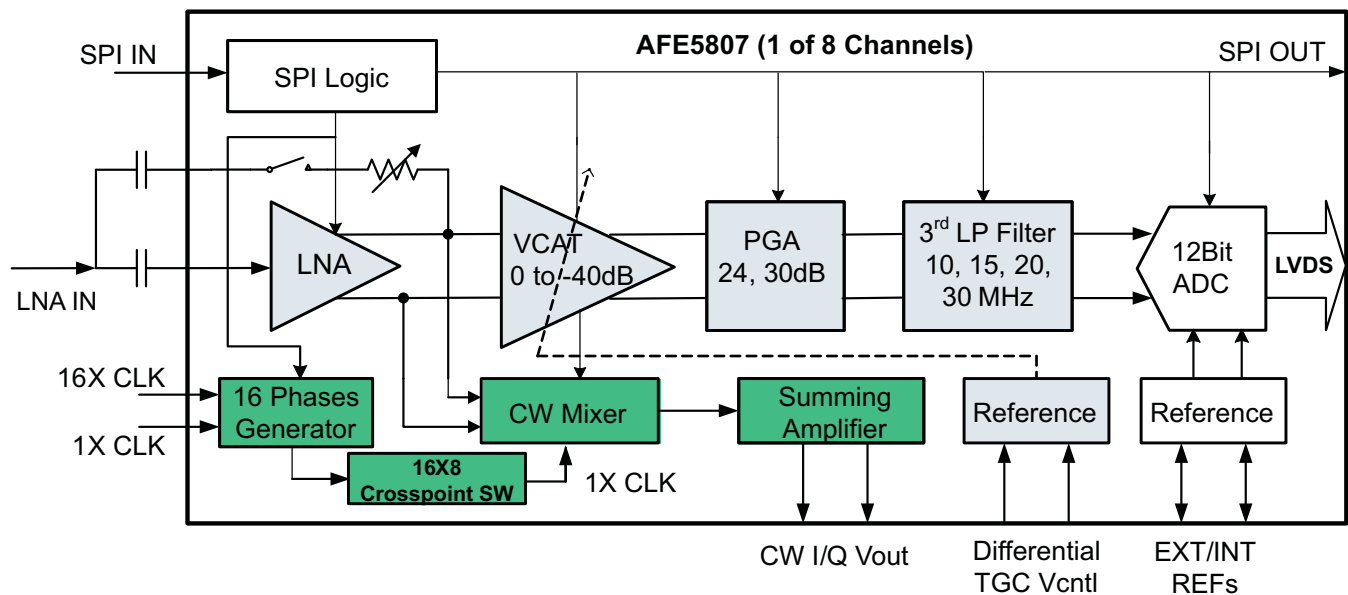 AFE5807 (1 of 8 Channels)
SPI IN
SPI Logic
SPI OUT
LNA IN
LNA
VCAT
0 to -40dB
PGA
24, 30dB
3rd LP Filter
10, 15, 20,
30 MHz
12Bit
ADC
LVDS
16X CLK
1X CLK
16 Phases
Generator
CW Mixer
Summing
Amplifier
Reference
Reference
16X8
Crosspoint SW
1X CLK
CW I/Q Vout
Differential
TGC Vcntl
EXT/INT
REFs